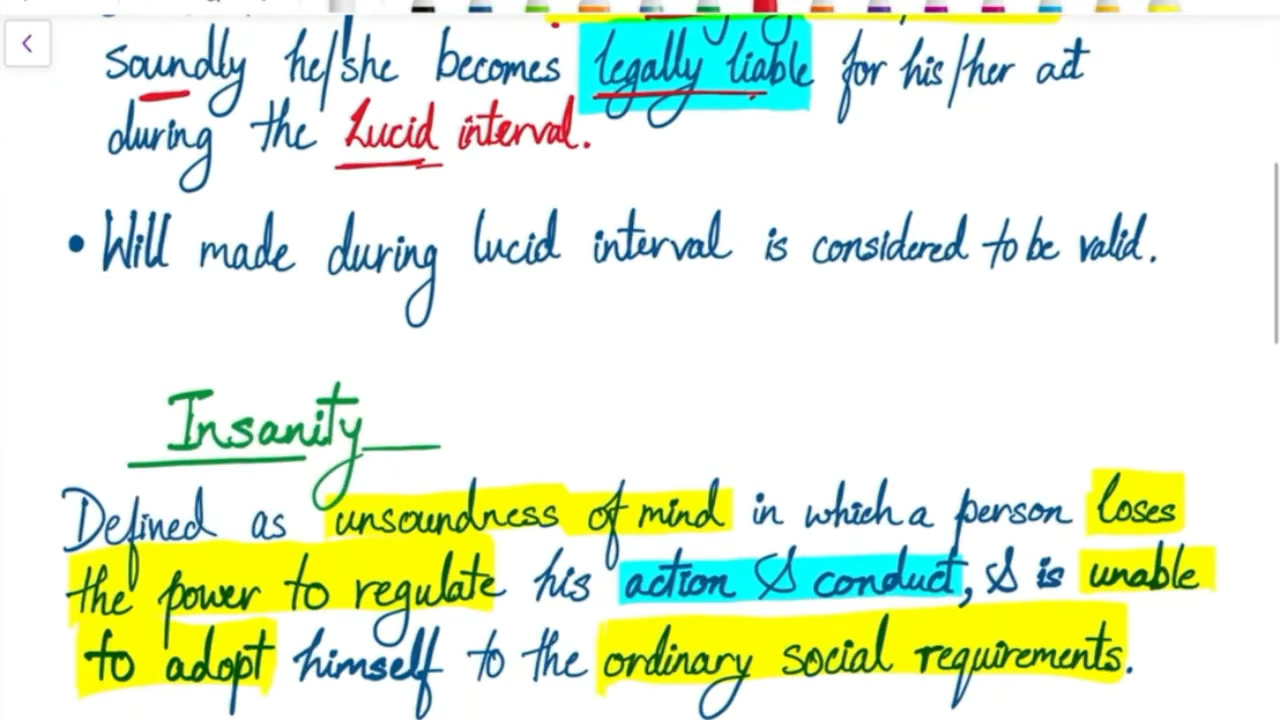 soundly he/she becomes legally liable for his/her act
during the Lucid interval.
• Will made during lucid interval is considered to be valid.
Insanity
Defined as unsoundness of mind in which a person loses
the power to regulate his action & conduct, & is unable
to adopt himself to the ordinary social requirements.